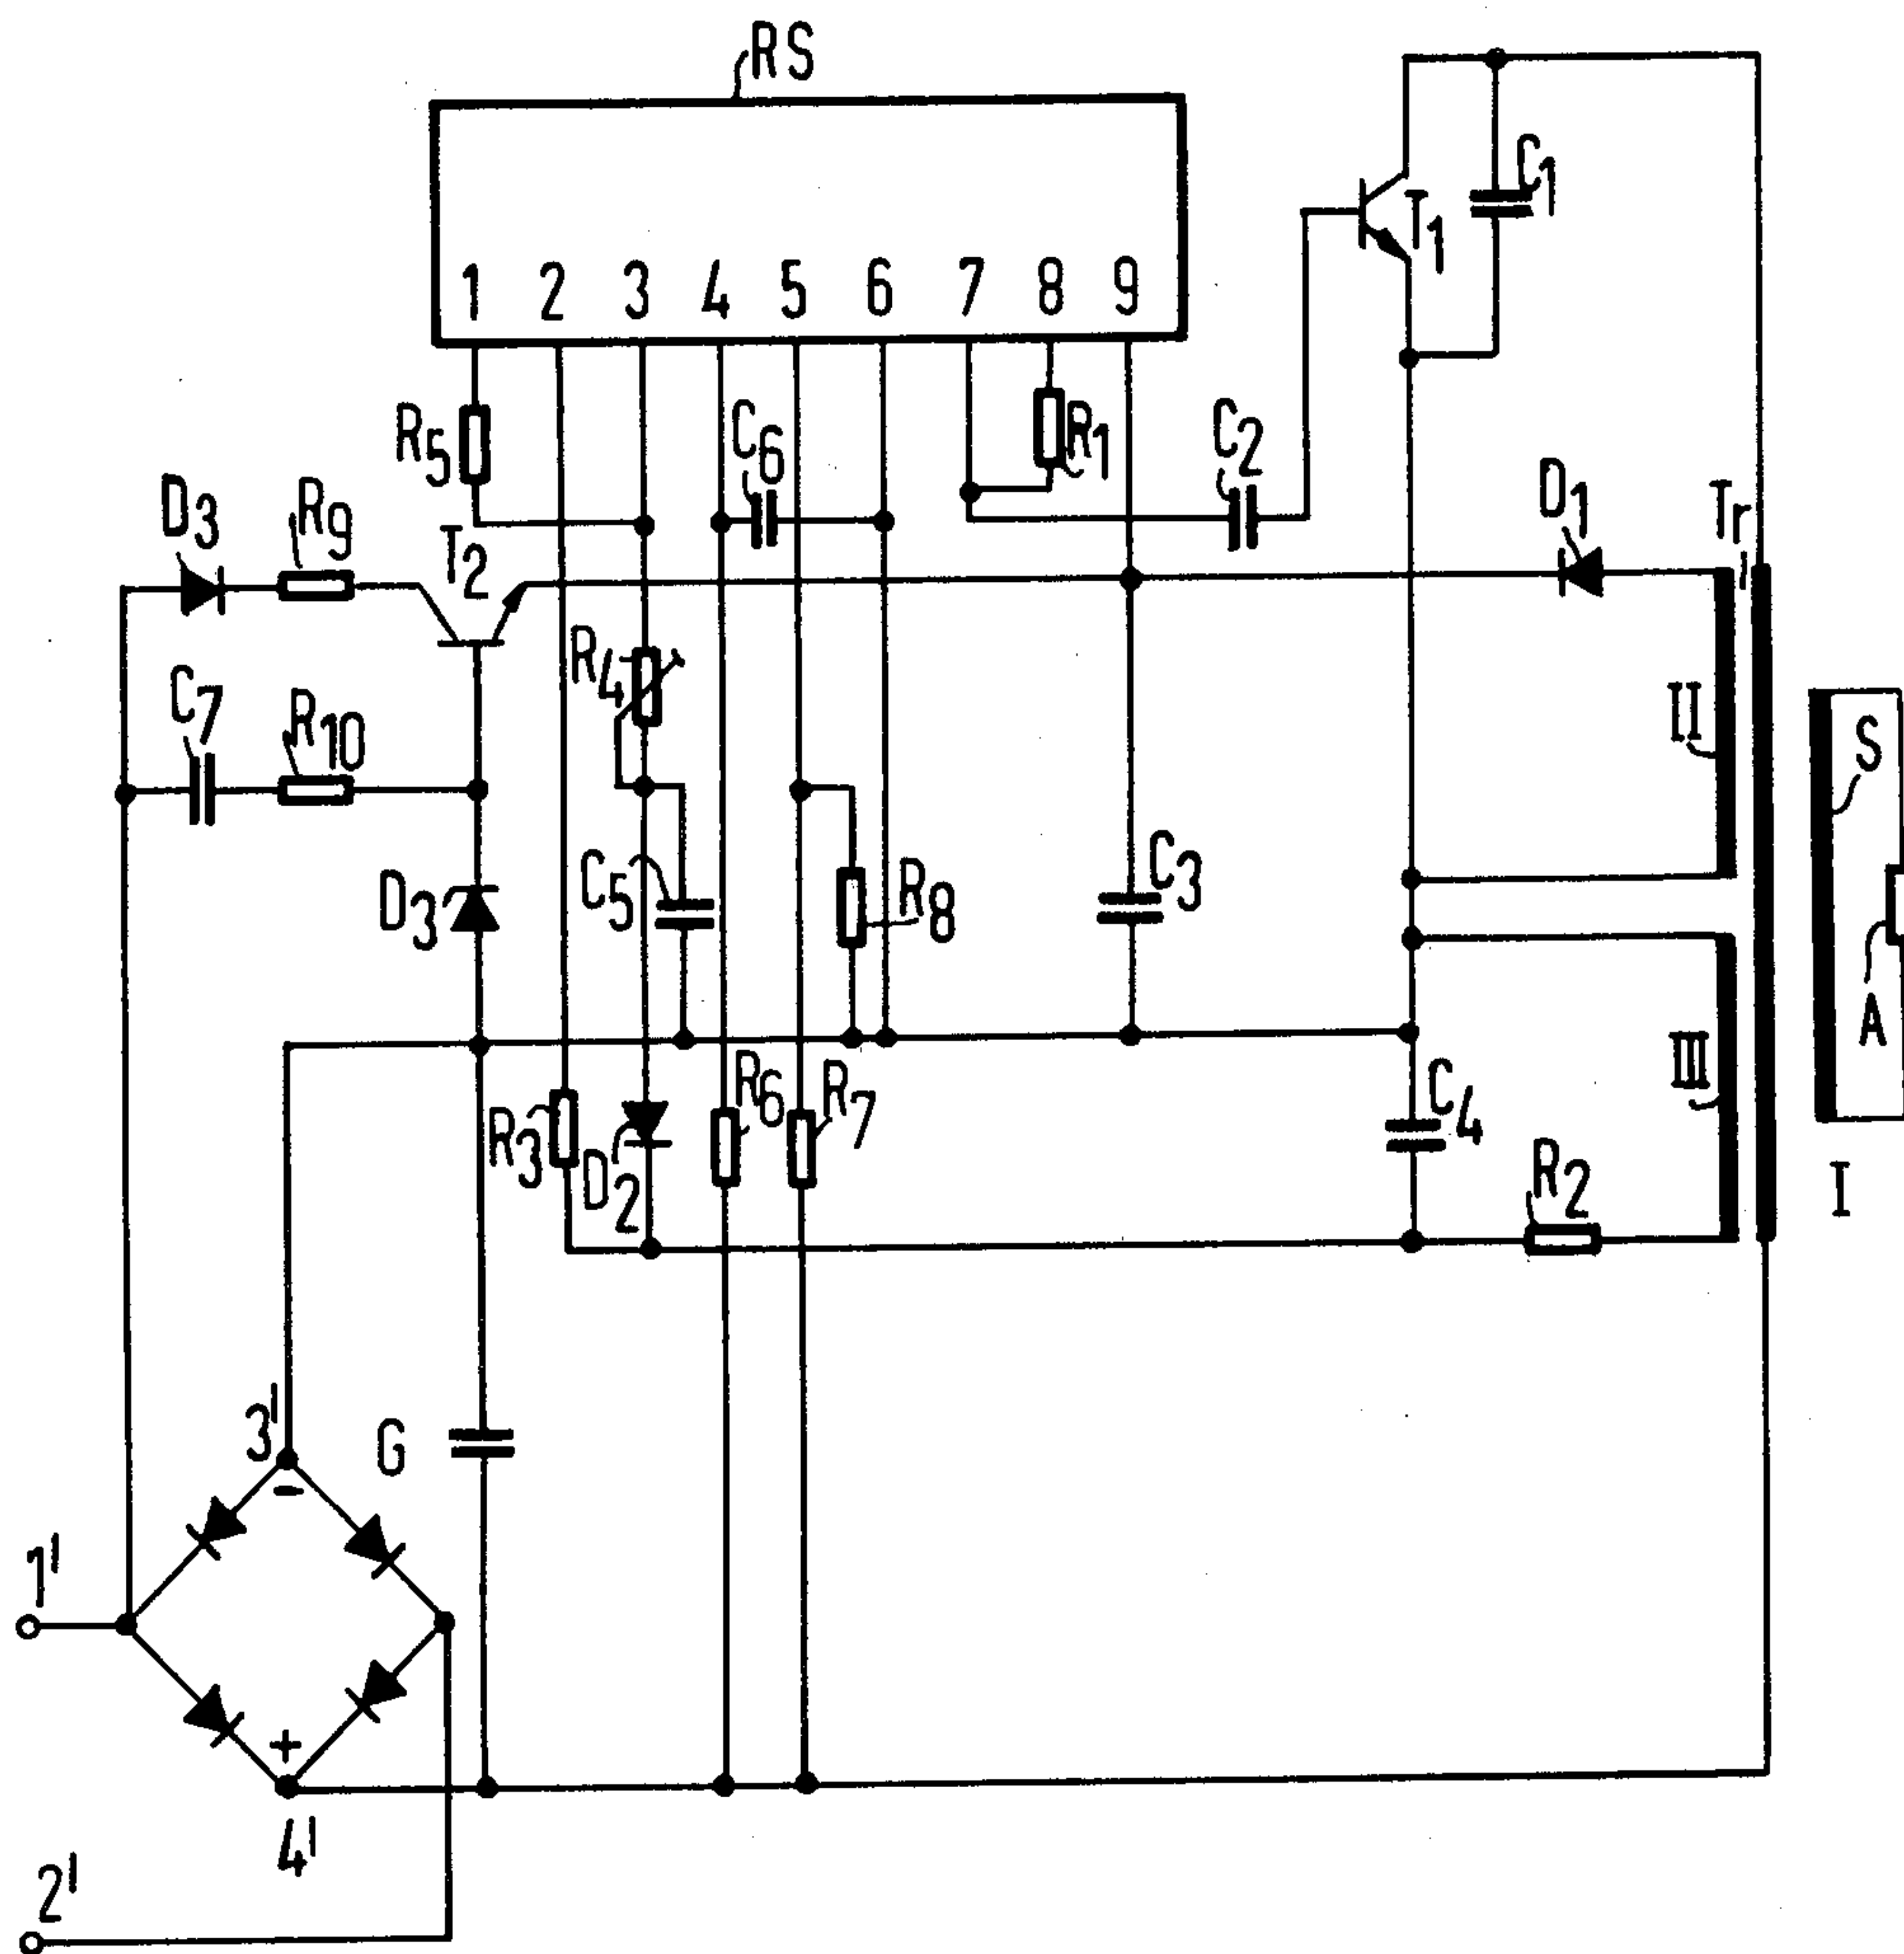 RS
1 2 3 4 5 6 7 8 9
T1
C1
R5
C6
R1
C2
D1
Tr
D3
R9
T2
R4
C7
R10
II
S
D3
C5
R8
C3
A
III
R3
D2
R6
R7
C4
R2
I
3'
G
-
1'
+
4'
2'